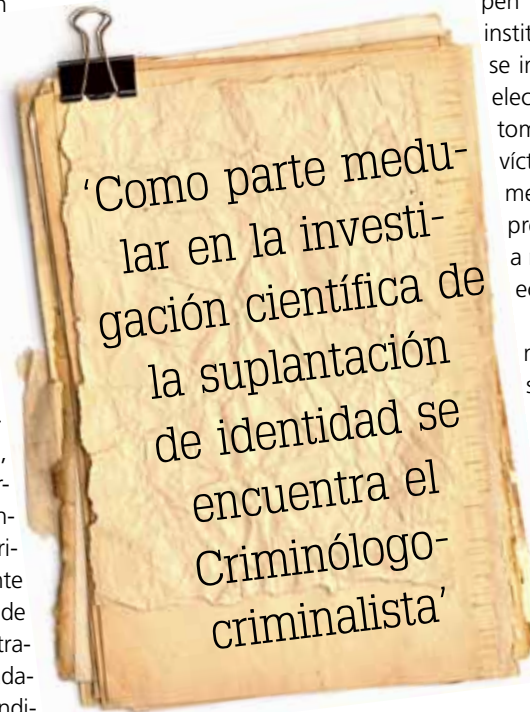 ‘Como parte medu-
lar en la investi-
gación científica de
la suplantación
de identidad se
encuentra el
Criminólogo-
criminalista’